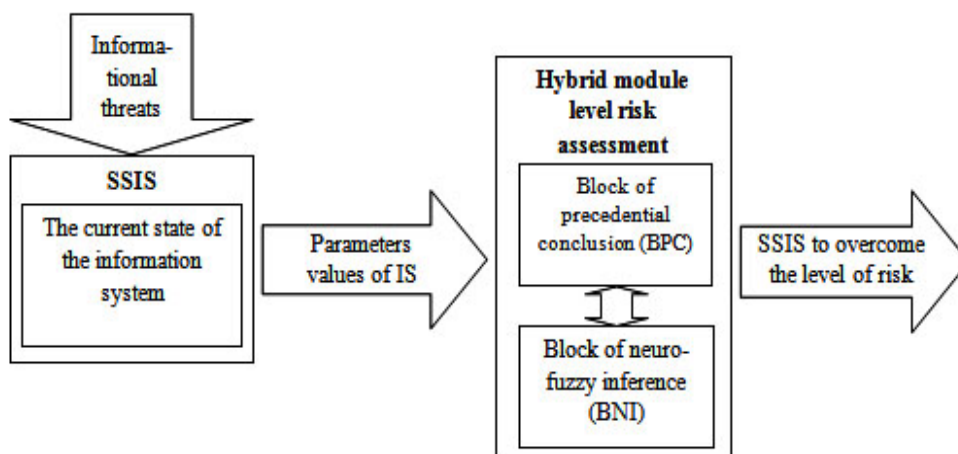 Informa-
tional
threats
SSIS
The current state of
the information
system
Parameters
values of IS
Hybrid module
level risk
assessment
Block of
precedential
conclusion (BPC)
Block of neuro-
fuzzy inference
(BNI)
SSIS to overcome
the level of risk